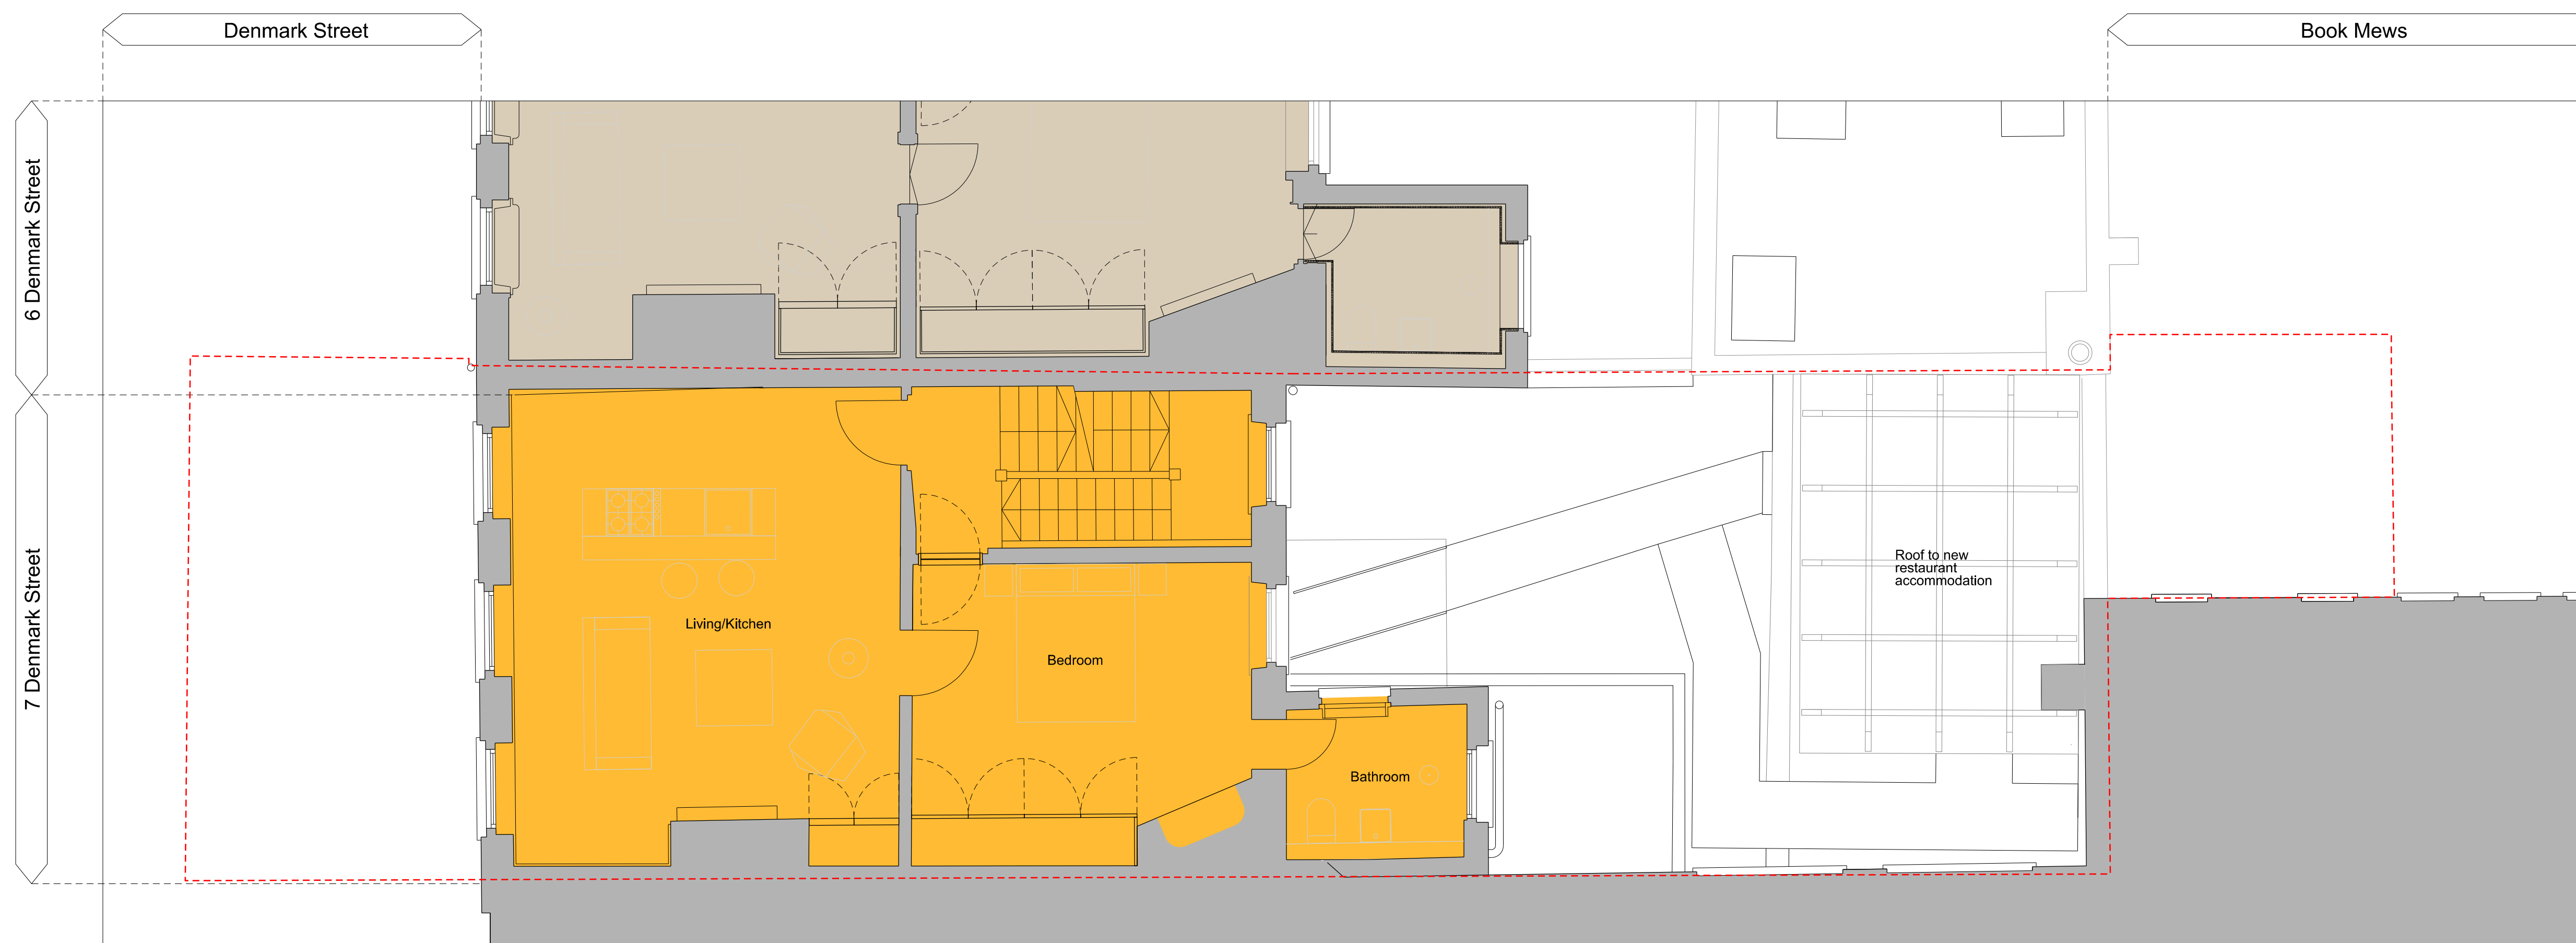 Denmark Street
Book Mews
6 Denmark Street
7 Denmark Street
Living/Kitchen
Bedroom
Bathroom
Roof to new
restaurant
accommodation